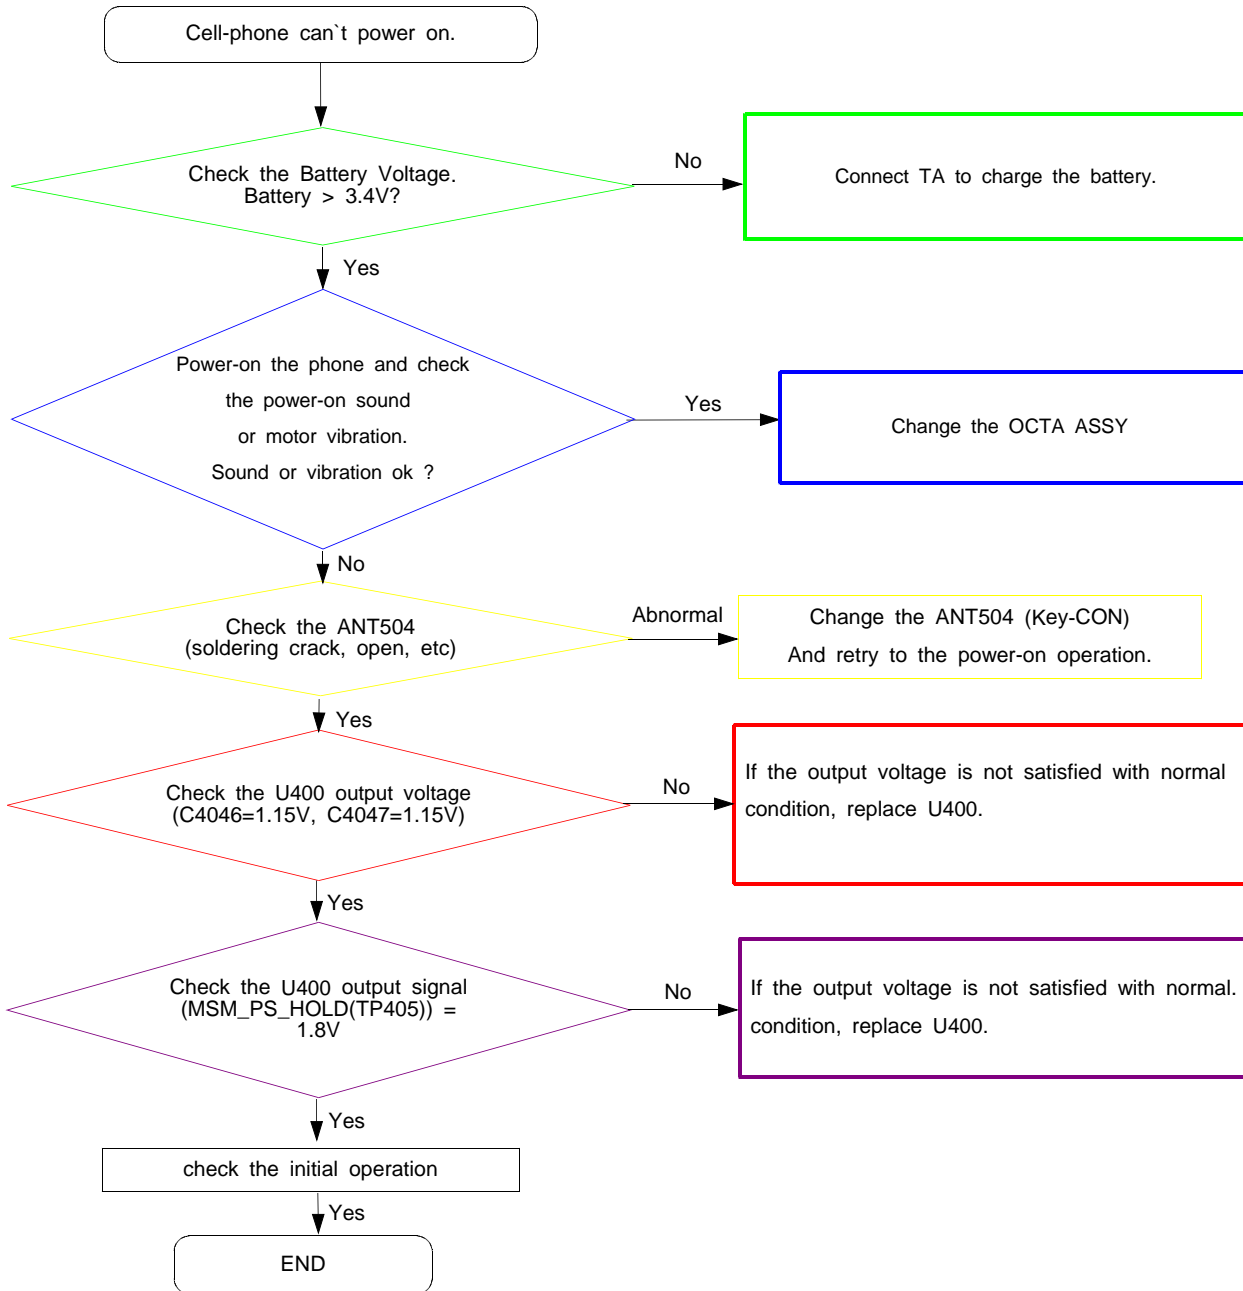 Cell-phone can`t power on.
Check the Battery Voltage.
Battery > 3.4V?
No
Connect TA to charge the battery.
Yes
Power-on the phone and check
the power-on sound
or motor vibration.
Sound or vibration ok ?
Yes
Change the OCTA ASSY
No
Check the ANT504
(soldering crack, open, etc)
Abnormal
Change the ANT504 (Key-CON)
And retry to the power-on operation.
Yes
Check the U400 output voltage
(C4046=1.15V, C4047=1.15V)
No
If the output voltage is not satisfied with normal
condition, replace U400.
Yes
Check the U400 output signal
(MSM_PS_HOLD(TP405)) =
1.8V
No
If the output voltage is not satisfied with normal.
condition, replace U400.
Yes
check the initial operation
Yes
END